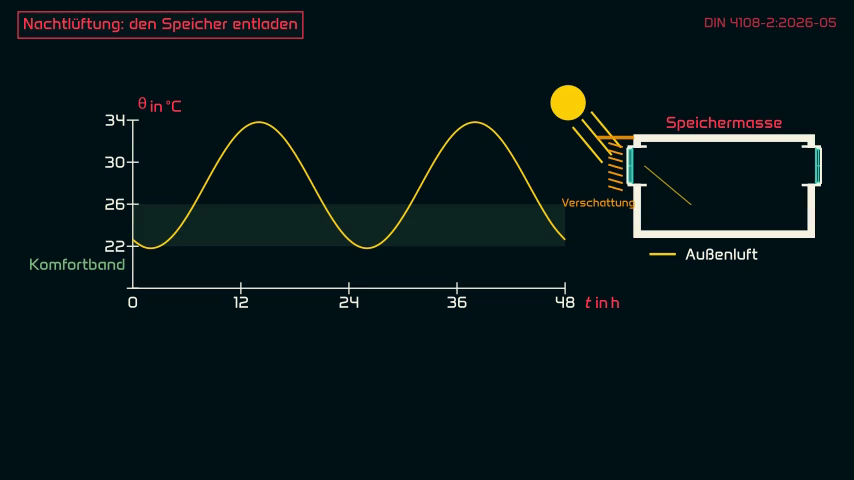 Nachtlüftung: den Speicher entladen
DIN 4108-2:2026-05
θ in °C
34
30
26
22
Komfortband
0 12 24 36 48 t in h
Speichermasse
Verschattung
Außenluft